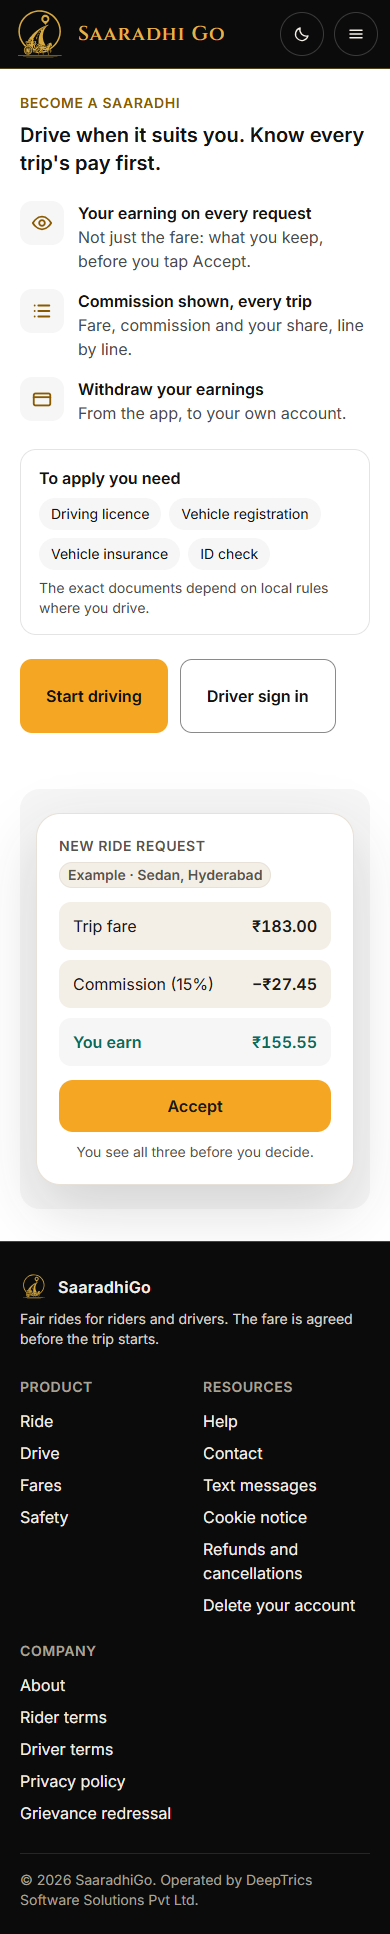 SAARADHI GO
BECOME A SAARADHI
Drive when it suits you. Know every
trip's pay first.
Your earning on every request
Not just the fare: what you keep,
before you tap Accept.
Commission shown, every trip
Fare, commission and your share, line
by line.
Withdraw your earnings
From the app, to your own account.
To apply you need
Driving licence
Vehicle registration
Vehicle insurance
ID check
The exact documents depend on local rules
where you drive.
Start driving
Driver sign in
NEW RIDE REQUEST
Example · Sedan, Hyderabad
Trip fare ₹183.00
Commission (15%) −₹27.45
You earn ₹155.55
Accept
You see all three before you decide.
SaaradhiGo
Fair rides for riders and drivers. The fare is agreed
before the trip starts.
PRODUCT
Ride
Drive
Fares
Safety
RESOURCES
Help
Contact
Text messages
Cookie notice
Refunds and
cancellations
Delete your account
COMPANY
About
Rider terms
Driver terms
Privacy policy
Grievance redressal
© 2026 SaaradhiGo. Operated by DeepTrics
Software Solutions Pvt Ltd.